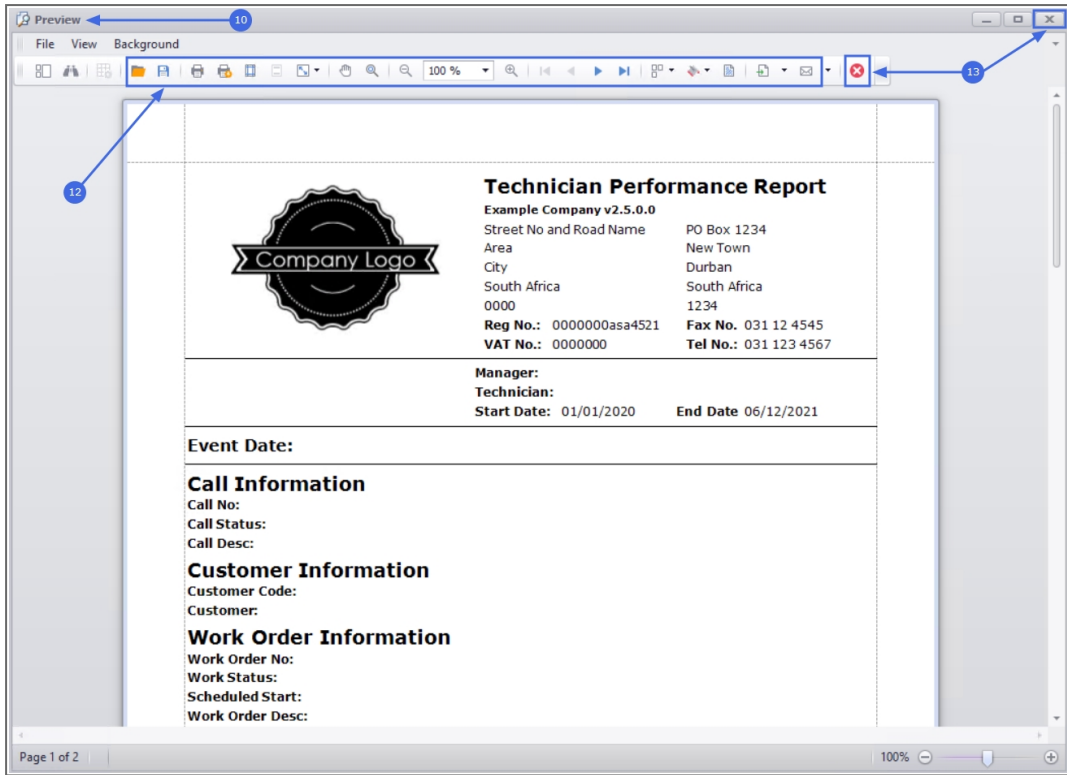 Preview
10
File View Background
100 %
13
12
Technician Performance Report
Example Company v2.5.0.0
Street No and Road Name PO Box 1234
Area New Town
Company Logo
City Durban
South Africa South Africa
0000 1234
Reg No.: 0000000asa4521 Fax No. 031 12 4545
VAT No.: 0000000 Tel No.: 031 123 4567
Manager:
Technician:
Start Date: 01/01/2020 End Date 06/12/2021
Event Date:
Call Information
Call No:
Call Status:
Call Desc:
Customer Information
Customer Code:
Customer:
Work Order Information
Work Order No:
Work Status:
Scheduled Start:
Work Order Desc:
Page 1 of 2 100%